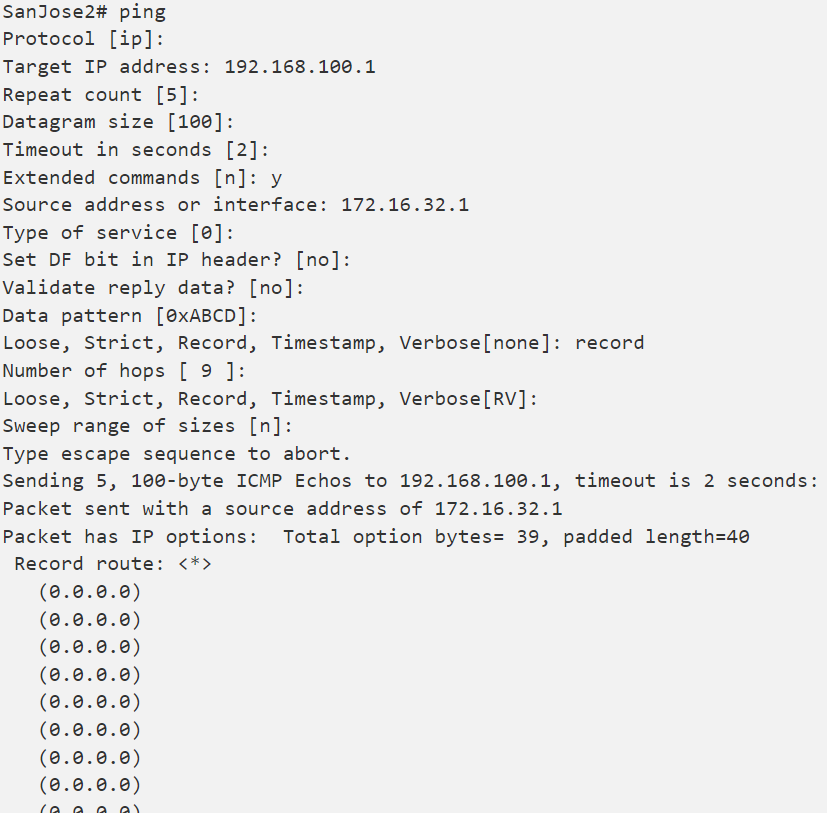 SanJose2# ping
Protocol [ip]:
Target IP address: 192.168.100.1
Repeat count [5]:
Datagram size [100]:
Timeout in seconds [2]:
Extended commands [n]: y
Source address or interface: 172.16.32.1
Type of service [0]:
Set DF bit in IP header? [no]:
Validate reply data? [no]:
Data pattern [0xABCD]:
Loose, Strict, Record, Timestamp, Verbose[none]: record
Number of hops [ 9 ]:
Loose, Strict, Record, Timestamp, Verbose[RV]:
Sweep range of sizes [n]:
Type escape sequence to abort.
Sending 5, 100-byte ICMP Echos to 192.168.100.1, timeout is 2 seconds:
Packet sent with a source address of 172.16.32.1
Packet has IP options:  Total option bytes= 39, padded length=40
 Record route: <*>
   (0.0.0.0)
   (0.0.0.0)
   (0.0.0.0)
   (0.0.0.0)
   (0.0.0.0)
   (0.0.0.0)
   (0.0.0.0)
   (0.0.0.0)